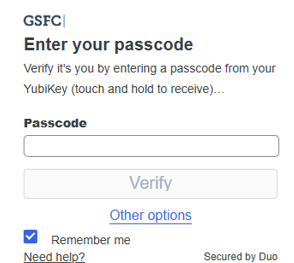 GSFC
Enter your passcode
Verify it's you by entering a passcode from your
YubiKey (touch and hold to receive)...
Passcode
Verify
Other options
Remember me
Need help?
Secured by Duo